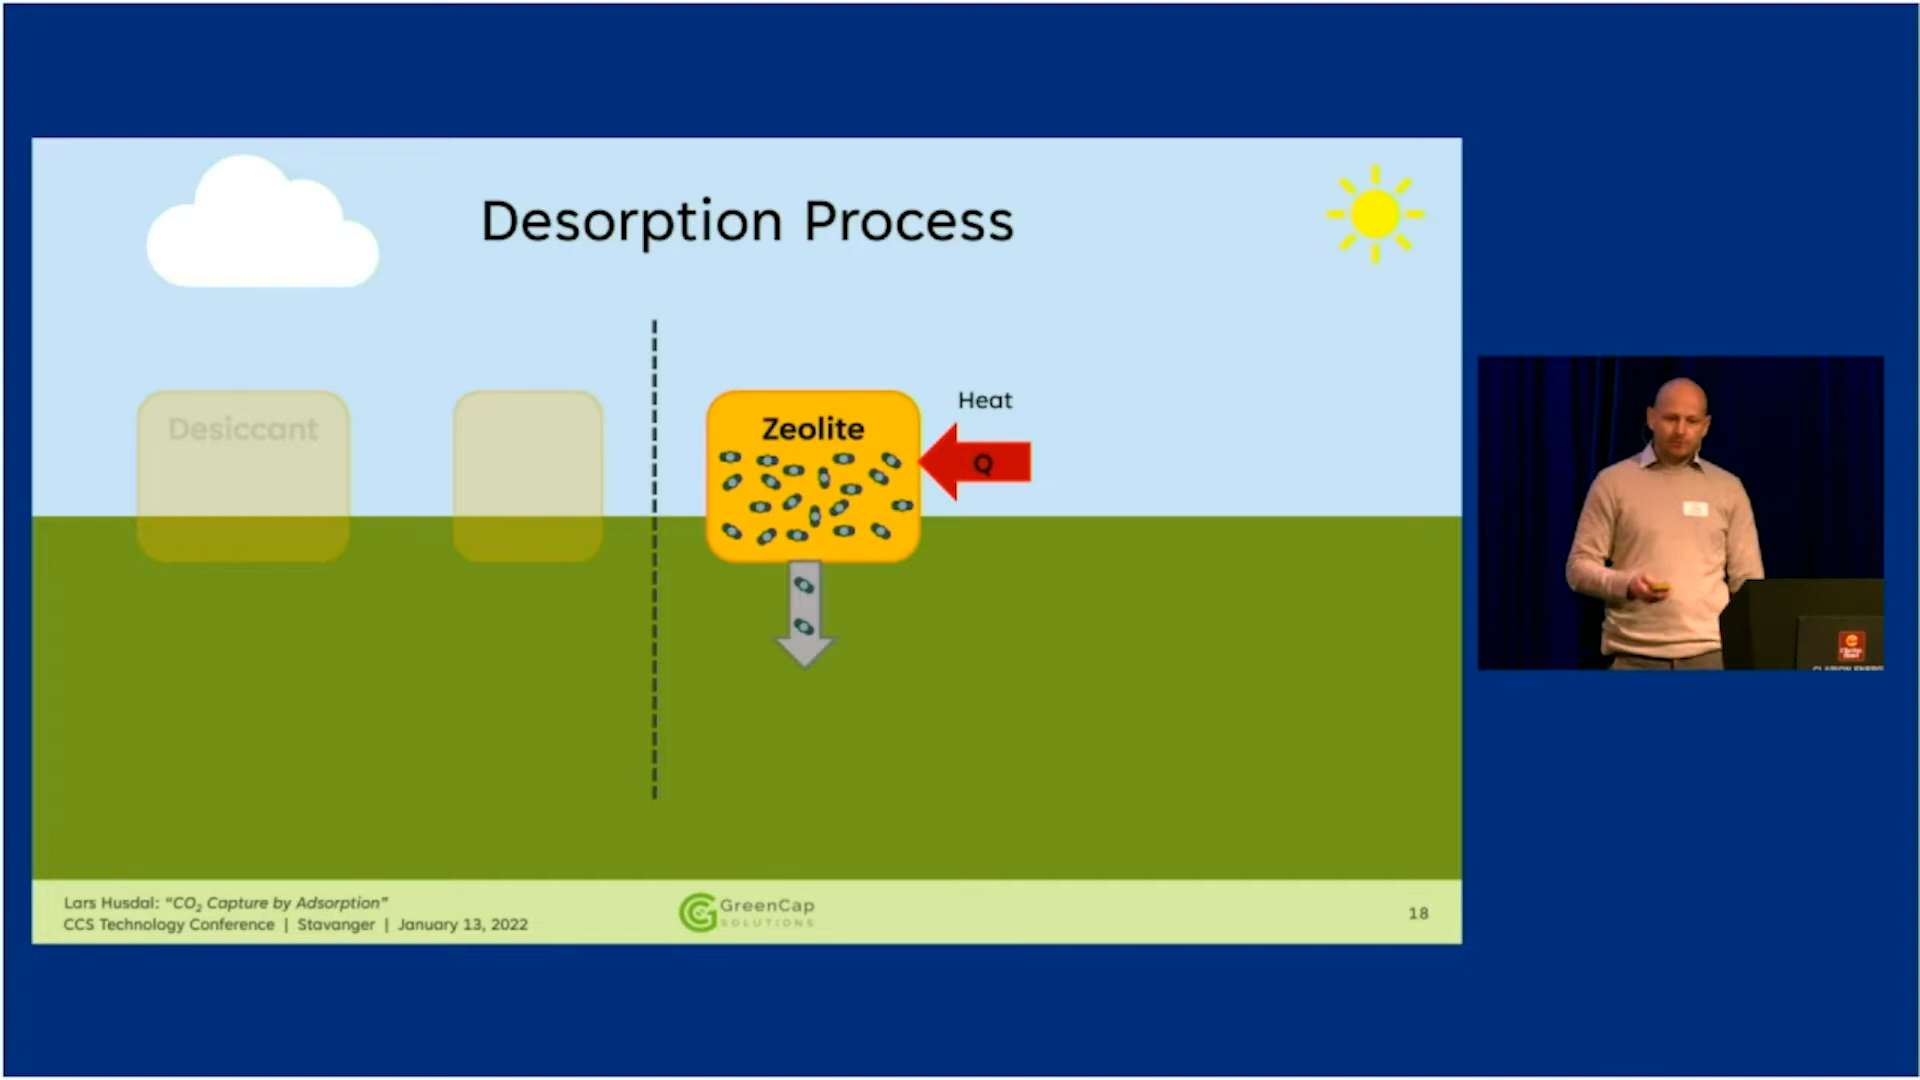 Desorption Process
Desiccant
Zeolite
Heat
Q
Lars Husdal: “CO₂ Capture by Adsorption”
CCS Technology Conference | Stavanger | January 13, 2022
GreenCap
SOLUTIONS
18